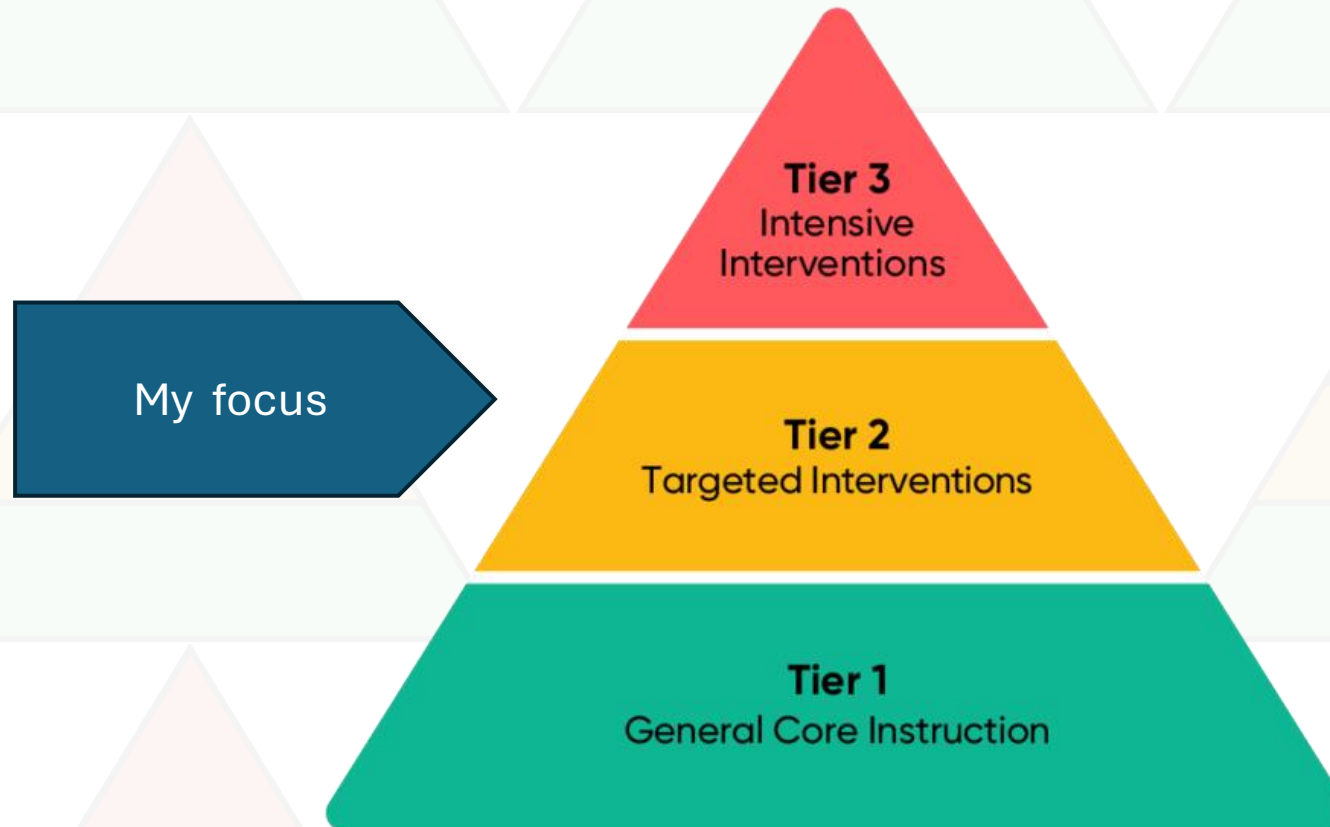 Tier 3
Intensive
Interventions
My focus
Tier 2
Targeted Interventions
Tier 1
General Core Instruction